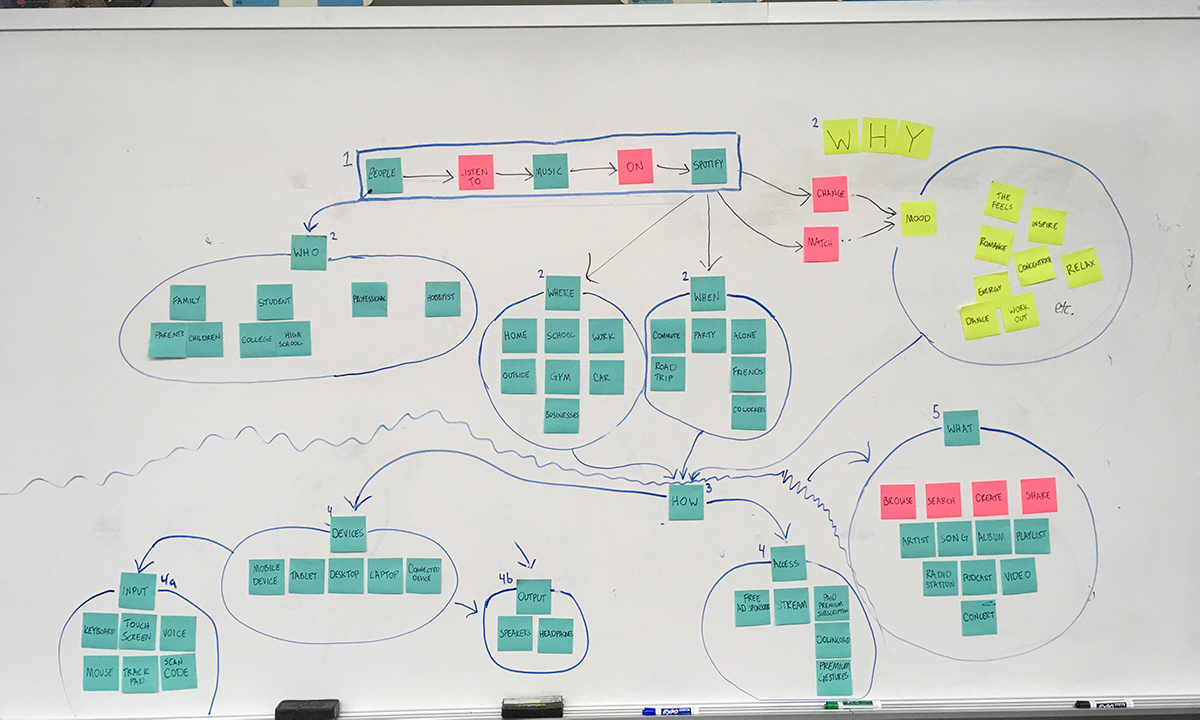 2
WHY
1
PEOPLE
LISTEN
TO
MUSIC
ON
SPOTIFY
CHANGE
MATCH
MOOD
THE
FEELS
INSPIRE
ROMANCE
CONCENTRATE
RELAX
ENERGY
DANCE
WORK
OUT
etc.
2
WHO
FAMILY
STUDENT
PROFESSIONAL
HOBBYIST
PARENTS
CHILDREN
COLLEGE
HIGH
SCHOOL
2
WHERE
HOME
SCHOOL
WORK
OUTSIDE
GYM
CAR
BUSINESSES
2
WHEN
COMMUTE
PARTY
ALONE
ROAD
TRIP
FRIENDS
COWORKERS
HOW
3
4
DEVICES
MOBILE
DEVICE
TABLET
DESKTOP
LAPTOP
CONNECTED
DEVICE
4a
INPUT
KEYBOARD
TOUCH
SCREEN
VOICE
MOUSE
TRACK
PAD
SCAN
CODE
4b
OUTPUT
SPEAKERS
HEADPHONES
4
ACCESS
FREE
AD SPONSORED
STREAM
PAID
PREMIUM
SUBSCRIPTION
DOWNLOAD
PREMIUM
GESTURES
5
WHAT
BROWSE
SEARCH
CREATE
SHARE
ARTIST
SONG
ALBUM
PLAYLIST
RADIO
STATION
PODCAST
VIDEO
CONCERT
EXPO